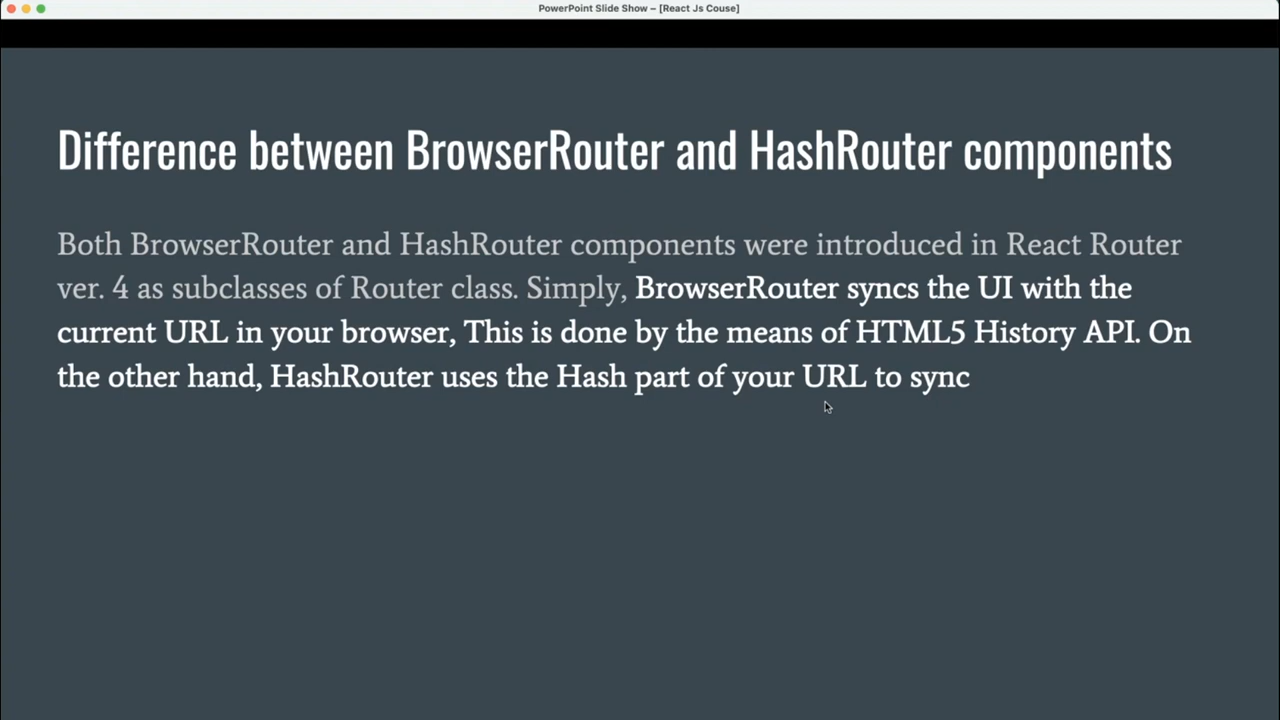 PowerPoint Slide Show – [React Js Couse]
Difference between BrowserRouter and HashRouter components
Both BrowserRouter and HashRouter components were introduced in React Router
ver. 4 as subclasses of Router class. Simply, BrowserRouter syncs the UI with the
current URL in your browser, This is done by the means of HTML5 History API. On
the other hand, HashRouter uses the Hash part of your URL to sync